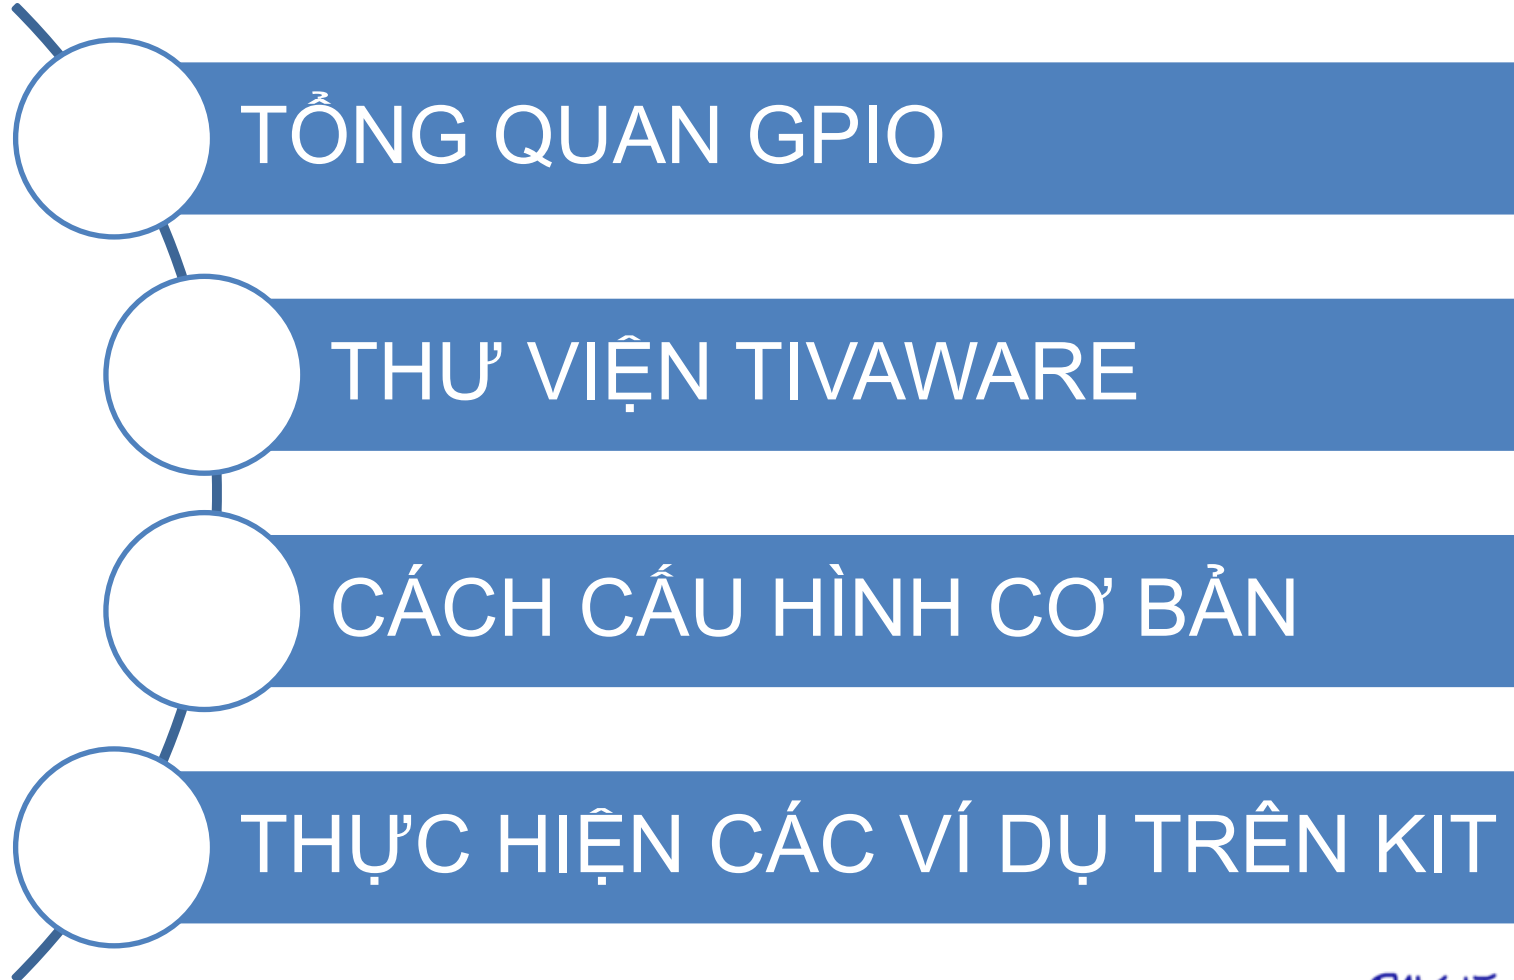 TỔNG QUAN GPIO
THƯ VIỆN TIVAWARE
CÁCH CẤU HÌNH CƠ BẢN
THỰC HIỆN CÁC VÍ DỤ TRÊN KIT